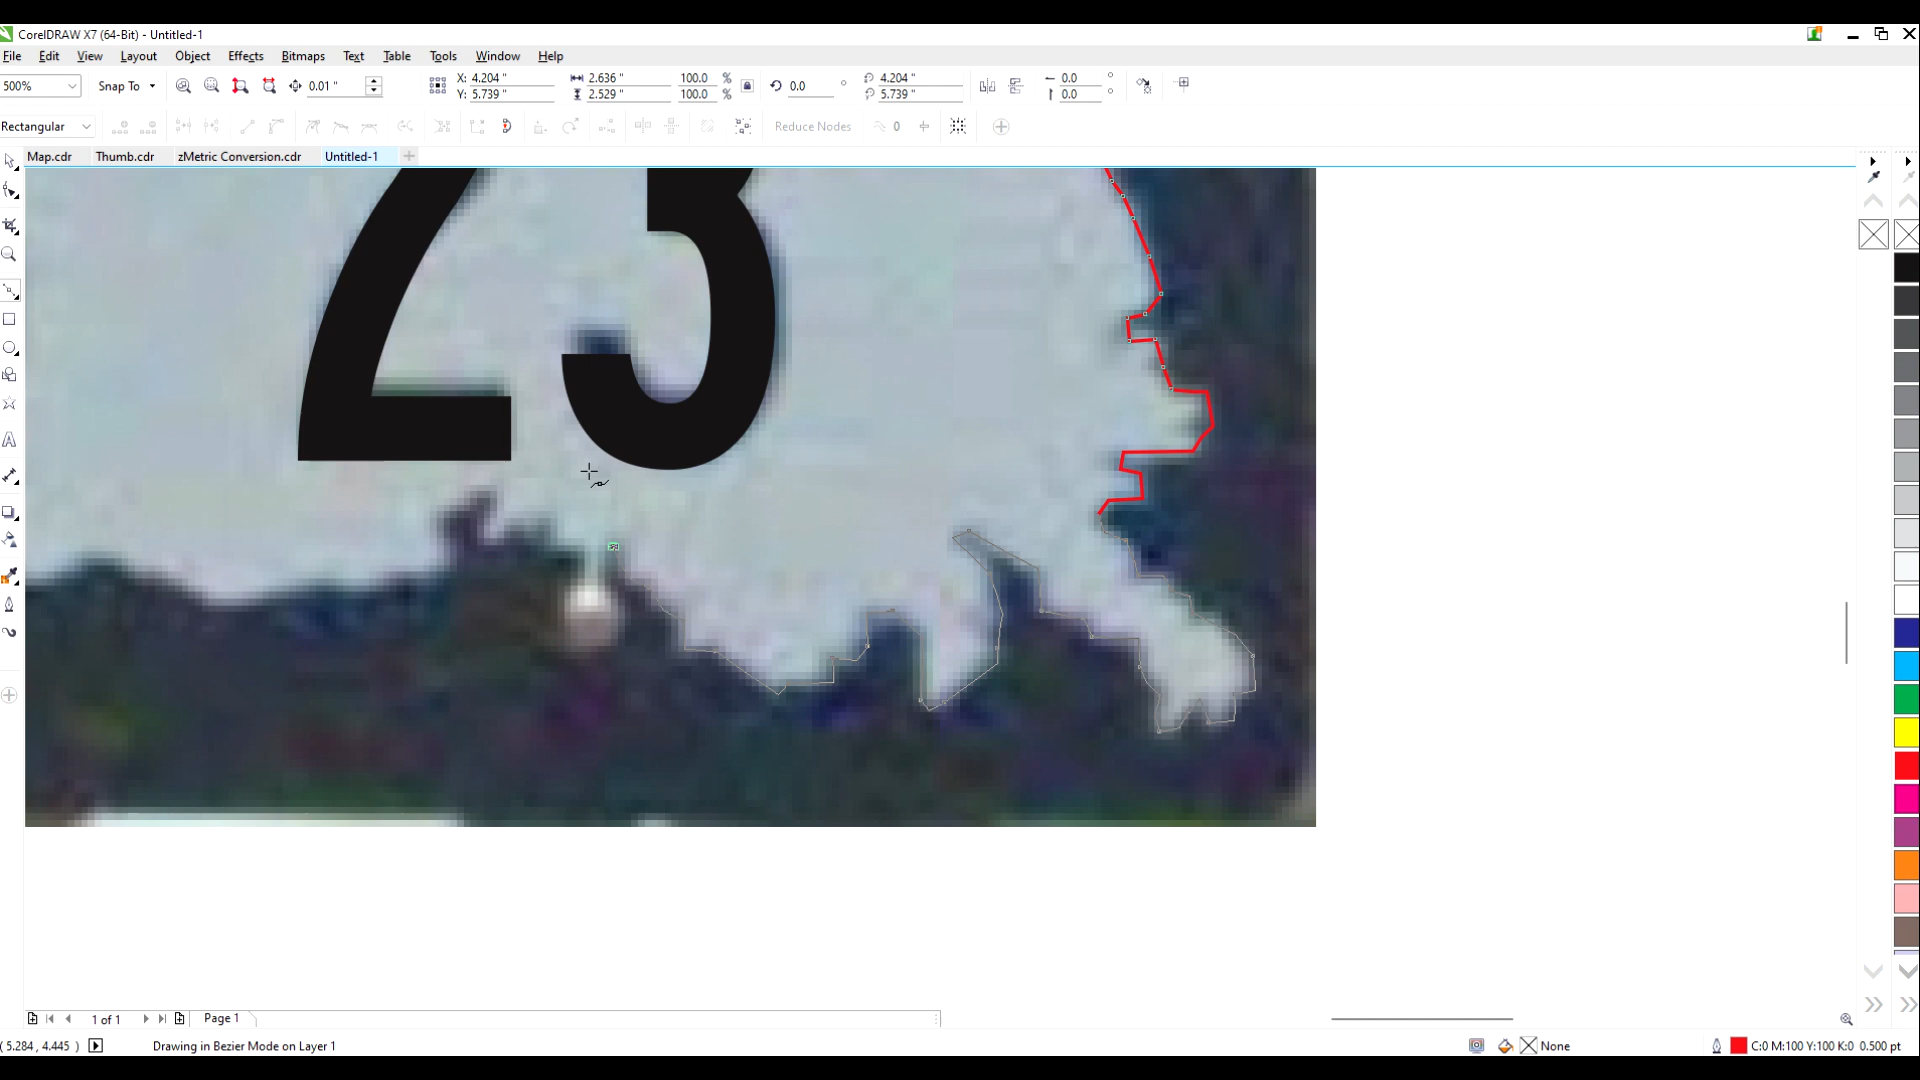 CorelDRAW X7 (64-Bit) - Untitled-1
File Edit View Layout Object Effects Bitmaps Text Table Tools Window Help
500% Snap To 0.01 " X: 4.204 " 2.636 " 100.0 % 0.0 ° 4.204 " 0.0 °
Y: 5.739 " 2.529 " 100.0 % 5.739 " 0.0 °
Rectangular Reduce Nodes 0
Map.cdr Thumb.cdr zMetric Conversion.cdr Untitled-1
23
1 of 1 Page 1
( 5.284 , 4.445 ) Drawing in Bezier Mode on Layer 1 None C:0 M:100 Y:100 K:0 0.500 pt